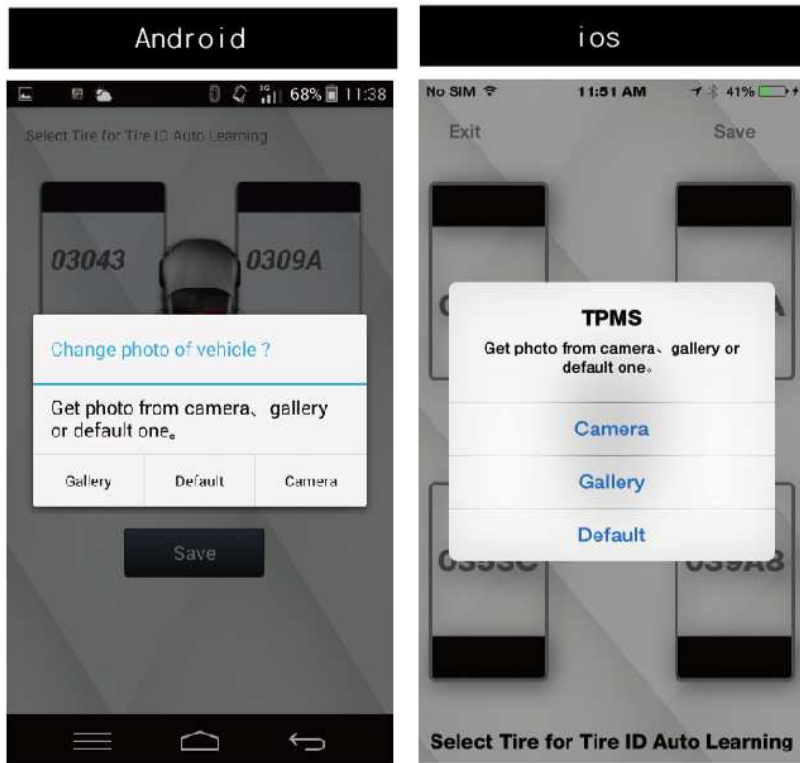 Android
3G
68%
11:38
Select Tire for Tire ID Auto Learning
03043
0309A
Change photo of vehicle ?
Get photo from camera、gallery
or default one。
Gallery
Default
Camera
Save
ios
No SIM
11:51 AM
41%
Exit
Save
TPMS
Get photo from camera、gallery or
default one。
Camera
Gallery
Default
039A8
Select Tire for Tire ID Auto Learning